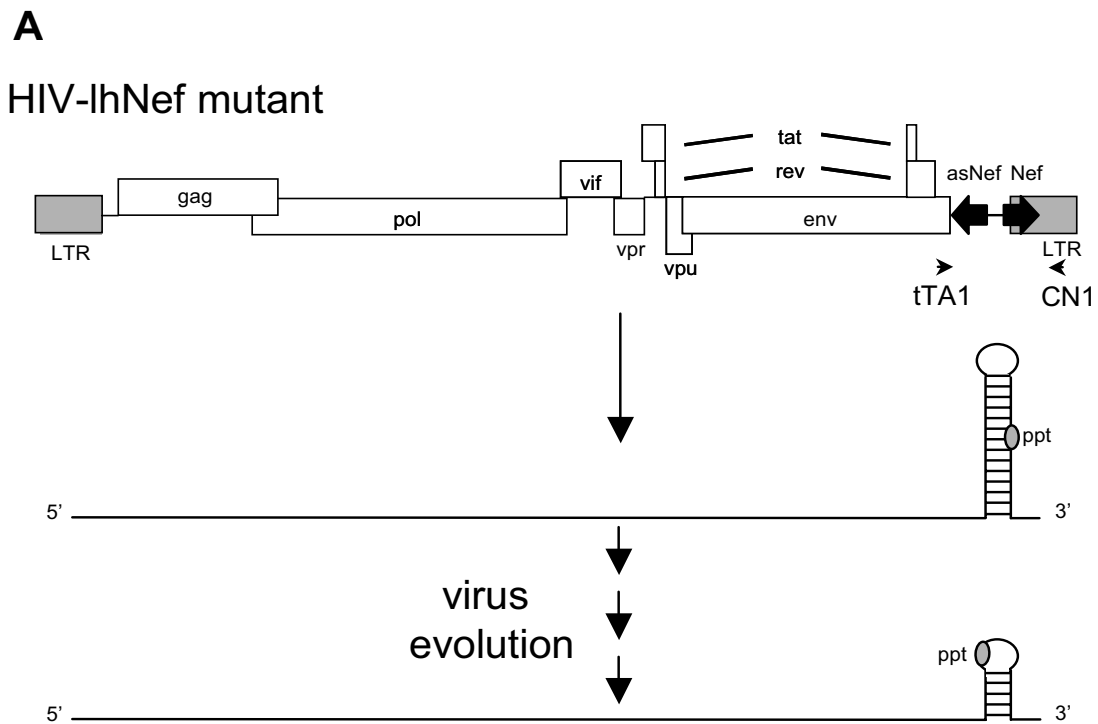 A
HIV-lhNef mutant
tat
rev
asNef Nef
vif
gag
pol
env
LTR
vpr
vpu
LTR
tTA1
CN1
ppt
5’
3’
virus
evolution
ppt
5’
3’